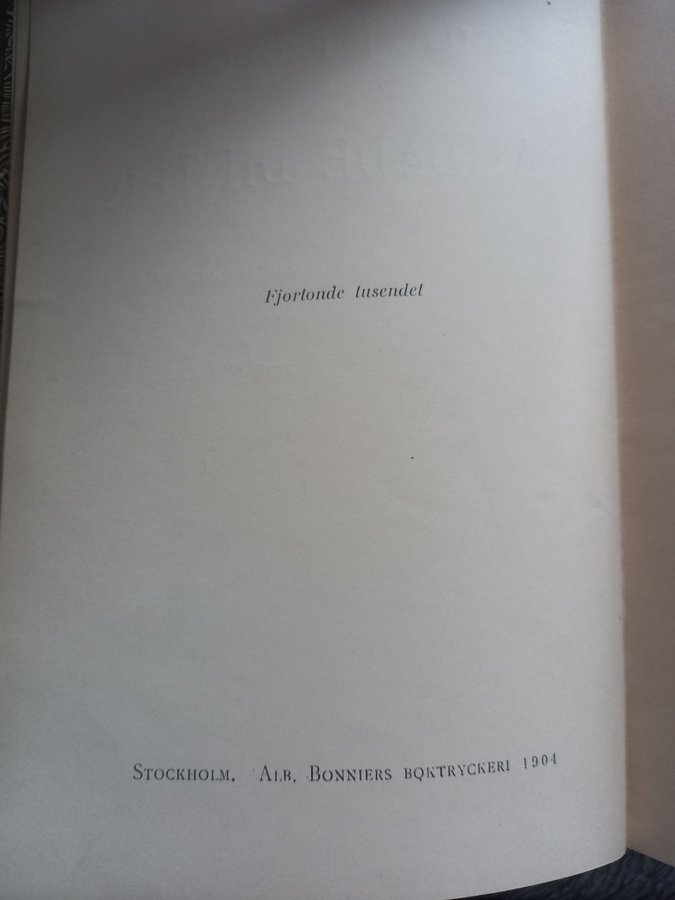 Fjortonde tusendet
STOCKHOLM. ALB. BONNIERS BOKTRYCKERI 1904